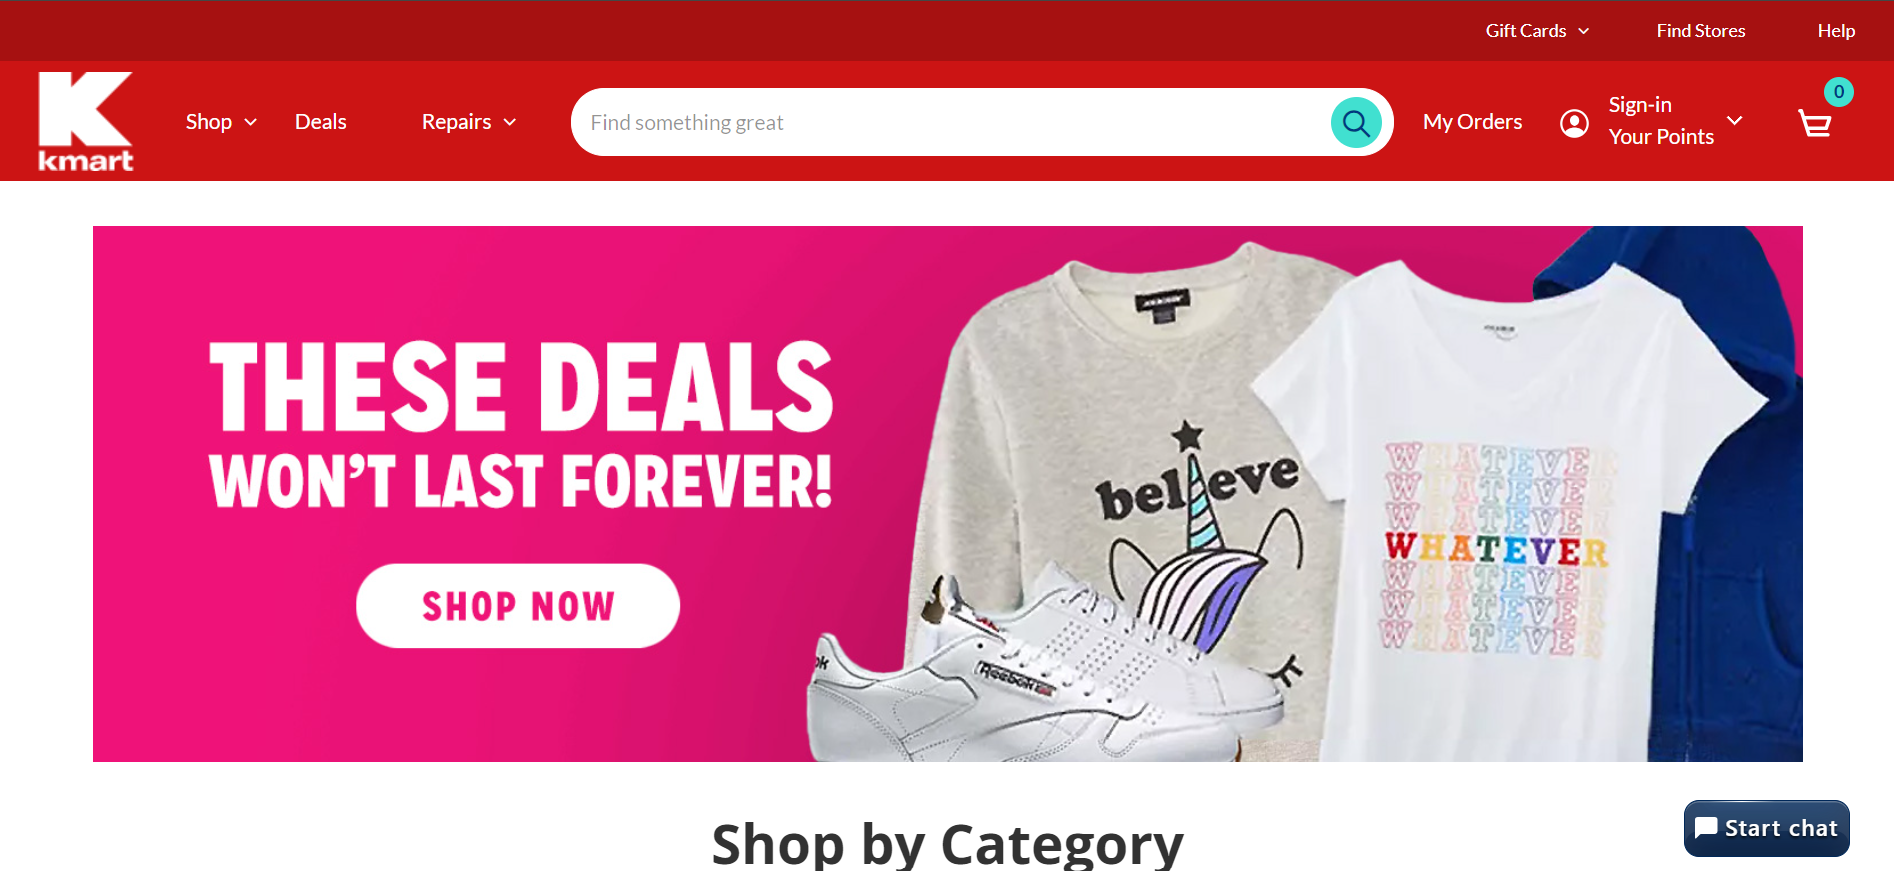 Gift Cards
Find Stores
Help
kmart
Shop
Deals
Repairs
Find something great
My Orders
Sign-in
Your Points
0
THESE DEALS
WON'T LAST FOREVER!
SHOP NOW
believe
WHATEVER
WHATEVER
WHATEVER
WHATEVER
WHATEVER
WHATEVER
WHATEVER
Reebok
Shop by Category
Start chat